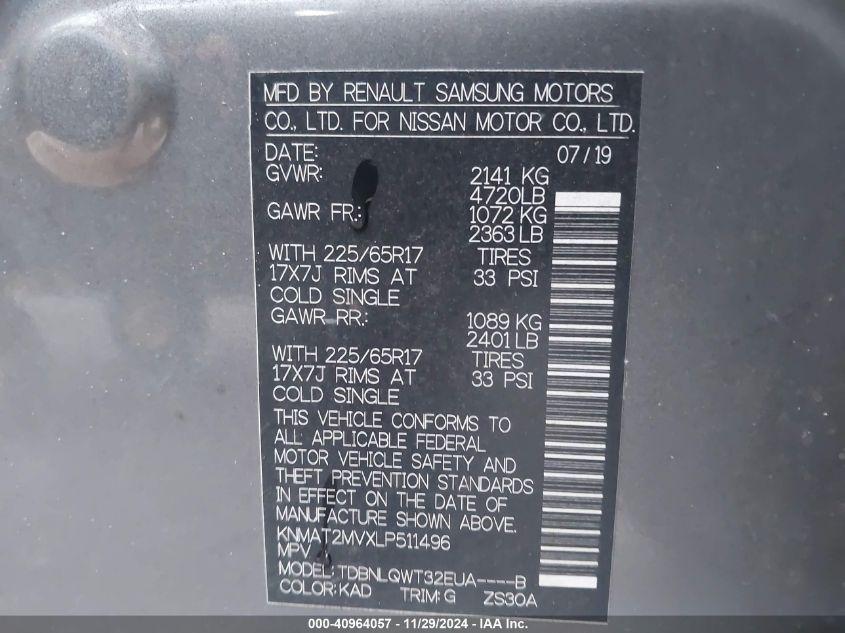 MFD BY RENAULT SAMSUNG MOTORS
CO., LTD. FOR NISSAN MOTOR CO., LTD.
DATE: 07/19
GVWR: 2141 KG
4720LB
GAWR FR.: 1072 KG
2363LB
WITH 225/65R17 TIRES
17X7J RIMS AT 33 PSI
COLD SINGLE
GAWR RR.: 1089 KG
2401LB
WITH 225/65R17 TIRES
17X7J RIMS AT 33 PSI
COLD SINGLE
THIS VEHICLE CONFORMS TO
ALL APPLICABLE FEDERAL
MOTOR VEHICLE SAFETY AND
THEFT PREVENTION STANDARDS
IN EFFECT ON THE DATE OF
MANUFACTURE SHOWN ABOVE.
KNMAT2MVXLP511496
MPV
MODEL: TDBNLQWT32EUA----B
COLOR: KAD TRIM: G ZS30A
000-40964057 - 11/29/2024 - IAA Inc.